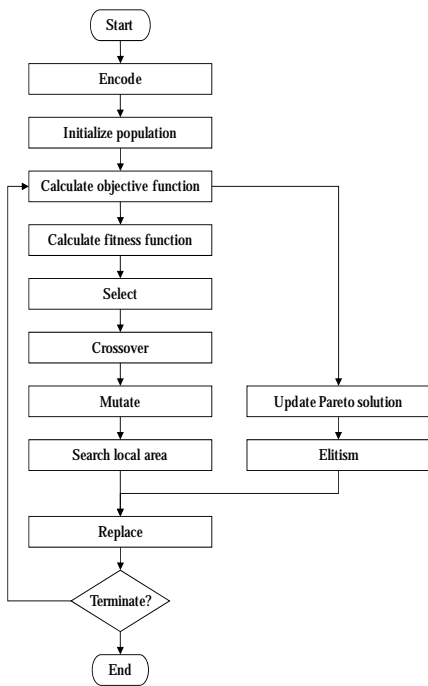 Start
Encode
Initialize population
Calculate objective function
Calculate fitness function
Select
Crossover
Mutate
Update Pareto solution
Search local area
Elitism
Replace
Terminate?
End